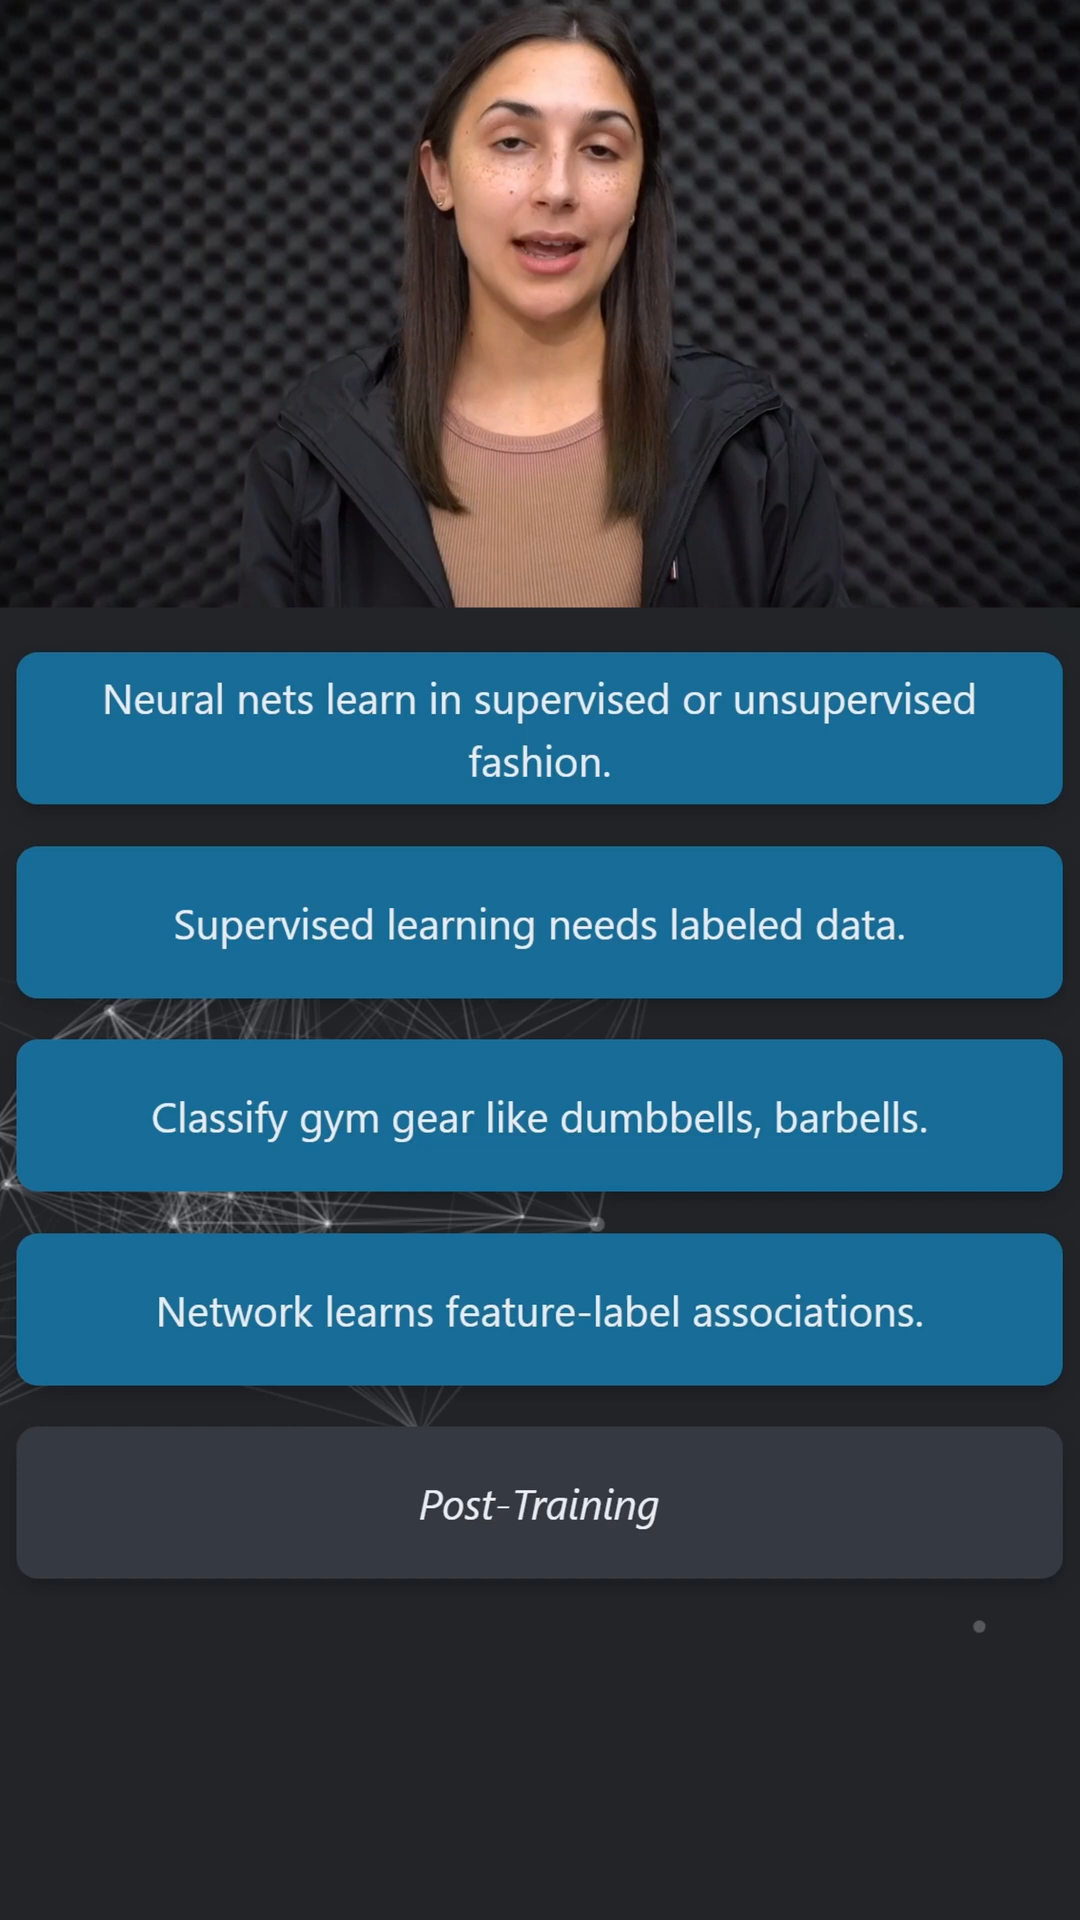 Neural nets learn in supervised or unsupervised
fashion.
Supervised learning needs labeled data.
Classify gym gear like dumbbells, barbells.
Network learns feature-label associations.
Post-Training